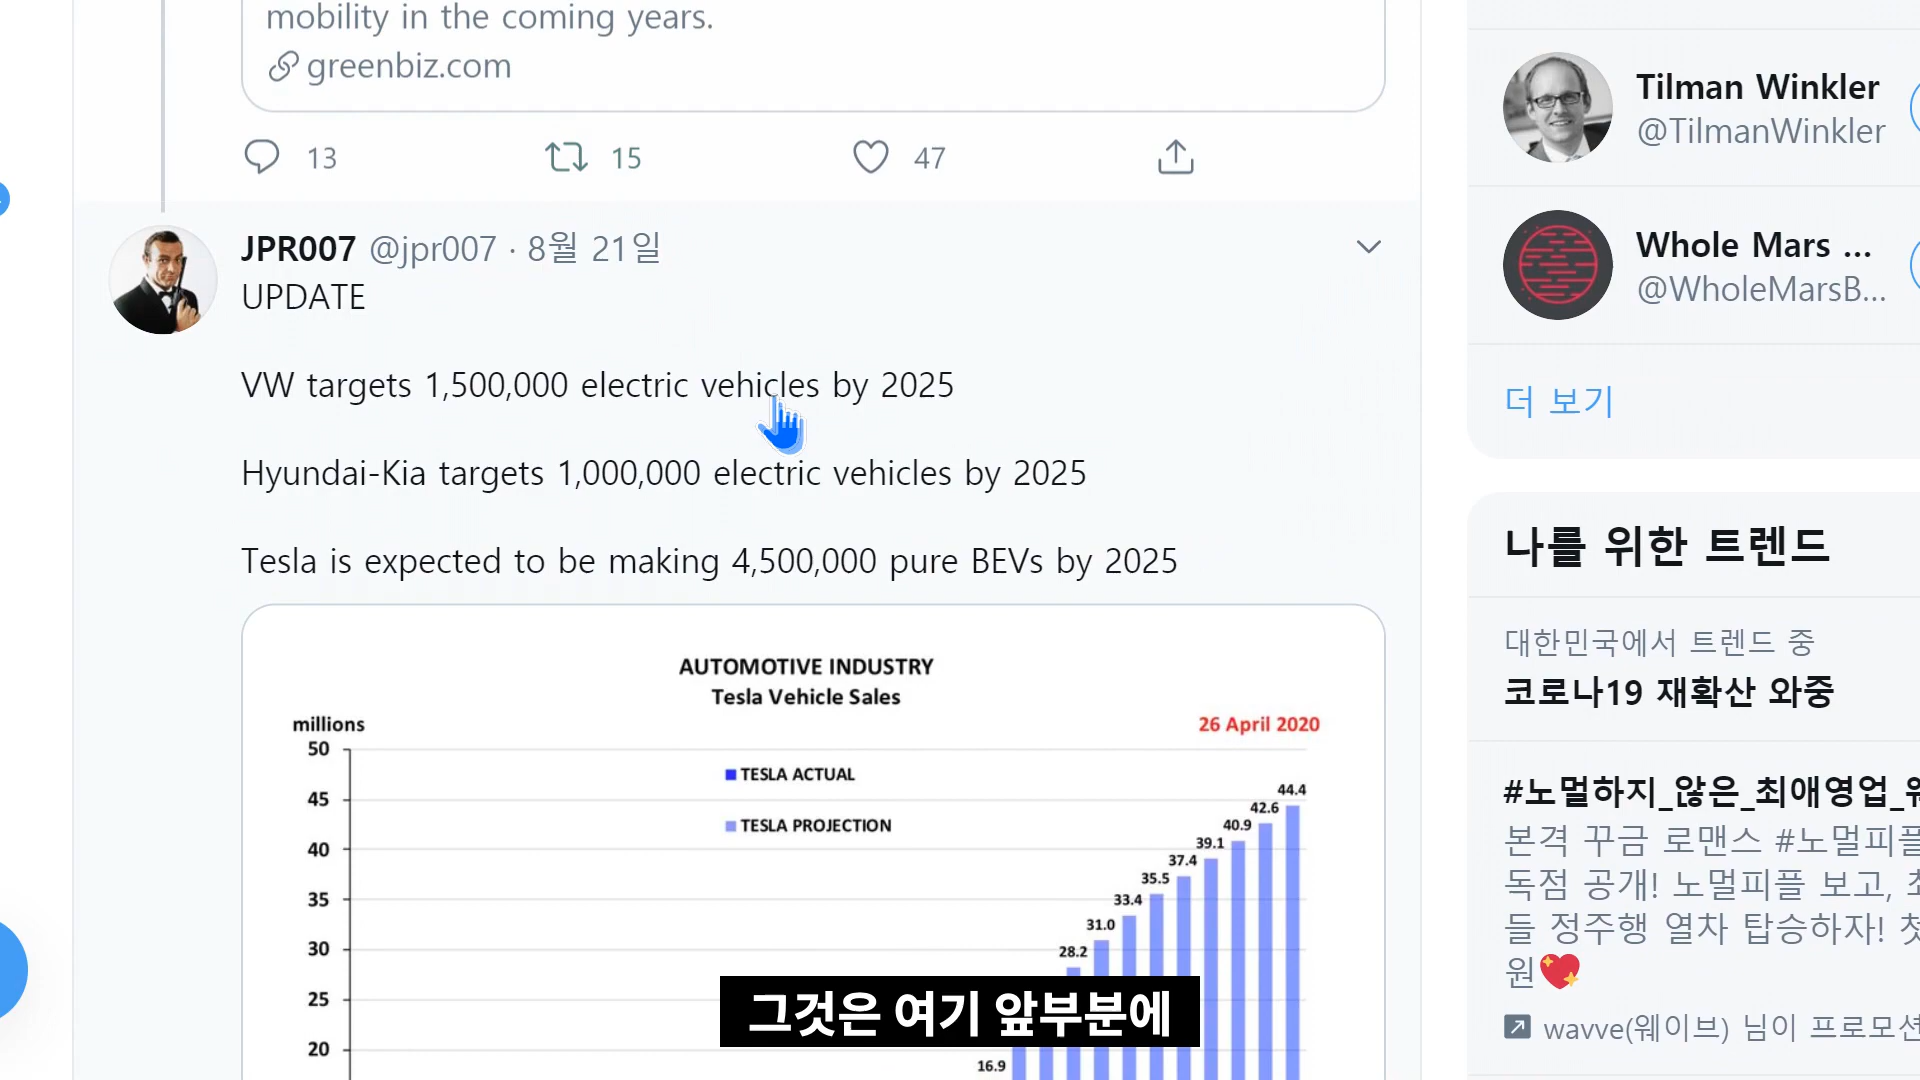 mobility in the coming years.
greenbiz.com
13
15
47
JPR007 @jpr007 · 8월 21일
UPDATE
VW targets 1,500,000 electric vehicles by 2025
Hyundai-Kia targets 1,000,000 electric vehicles by 2025
Tesla is expected to be making 4,500,000 pure BEVs by 2025
AUTOMOTIVE INDUSTRY
Tesla Vehicle Sales
millions
26 April 2020
50
45
40
35
30
25
20
TESLA ACTUAL
TESLA PROJECTION
44.4
42.6
40.9
39.1
37.4
35.5
33.4
31.0
28.2
16.9
그것은 여기 앞부분에
Tilman Winkler
@TilmanWinkler
Whole Mars ...
@WholeMarsB...
더 보기
나를 위한 트렌드
대한민국에서 트렌드 중
코로나19 재확산 와중
#노멀하지_않은_최애영업_
본격 꾸금 로맨스 #노멀피플
독점 공개! 노멀피플 보고,
들 정주행 열차 탑승하자! 첫
원💖
wavve(웨이브) 님이 프로모션